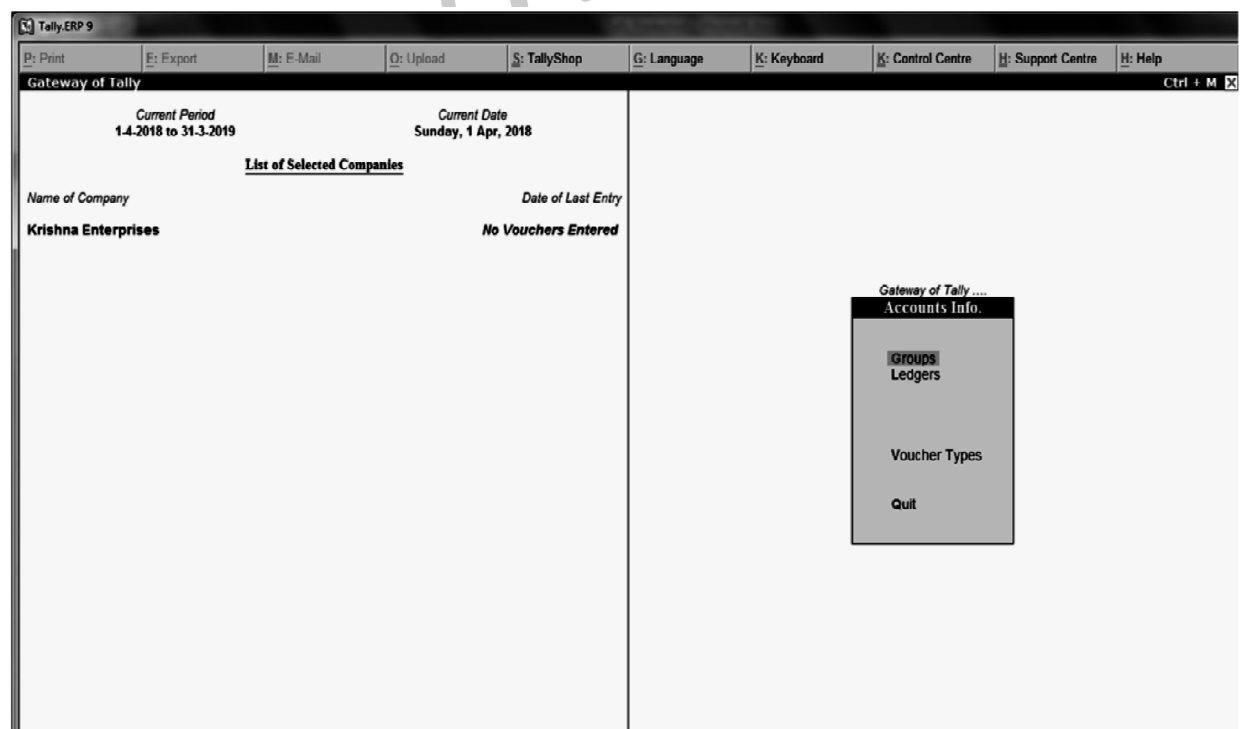 Tally.ERP 9
P: Print E: Export M: E-Mail O: Upload S: TallyShop G: Language K: Keyboard K: Control Centre H: Support Centre H: Help
Gateway of Tally Ctrl + M
Current Period Current Date
1-4-2018 to 31-3-2019 Sunday, 1 Apr, 2018
List of Selected Companies
Name of Company Date of Last Entry
Krishna Enterprises No Vouchers Entered
Gateway of Tally ....
Accounts Info.
Groups
Ledgers
Voucher Types
Quit